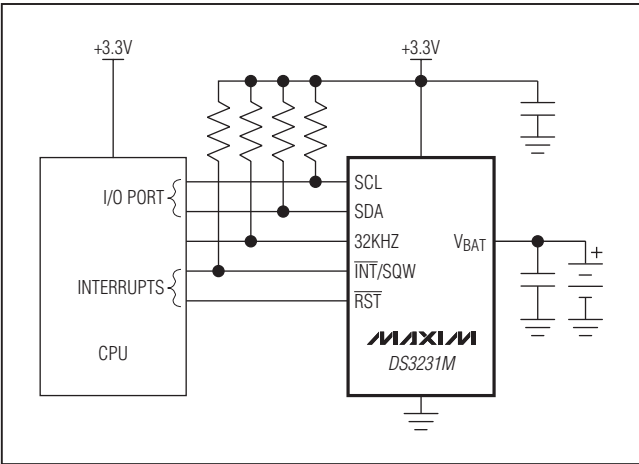 +3.3V
+3.3V
I/O PORT
SCL
SDA
32KHZ
VBAT
INT/SQW
INTERRUPTS
RST
CPU
MAXIM
DS3231M
+